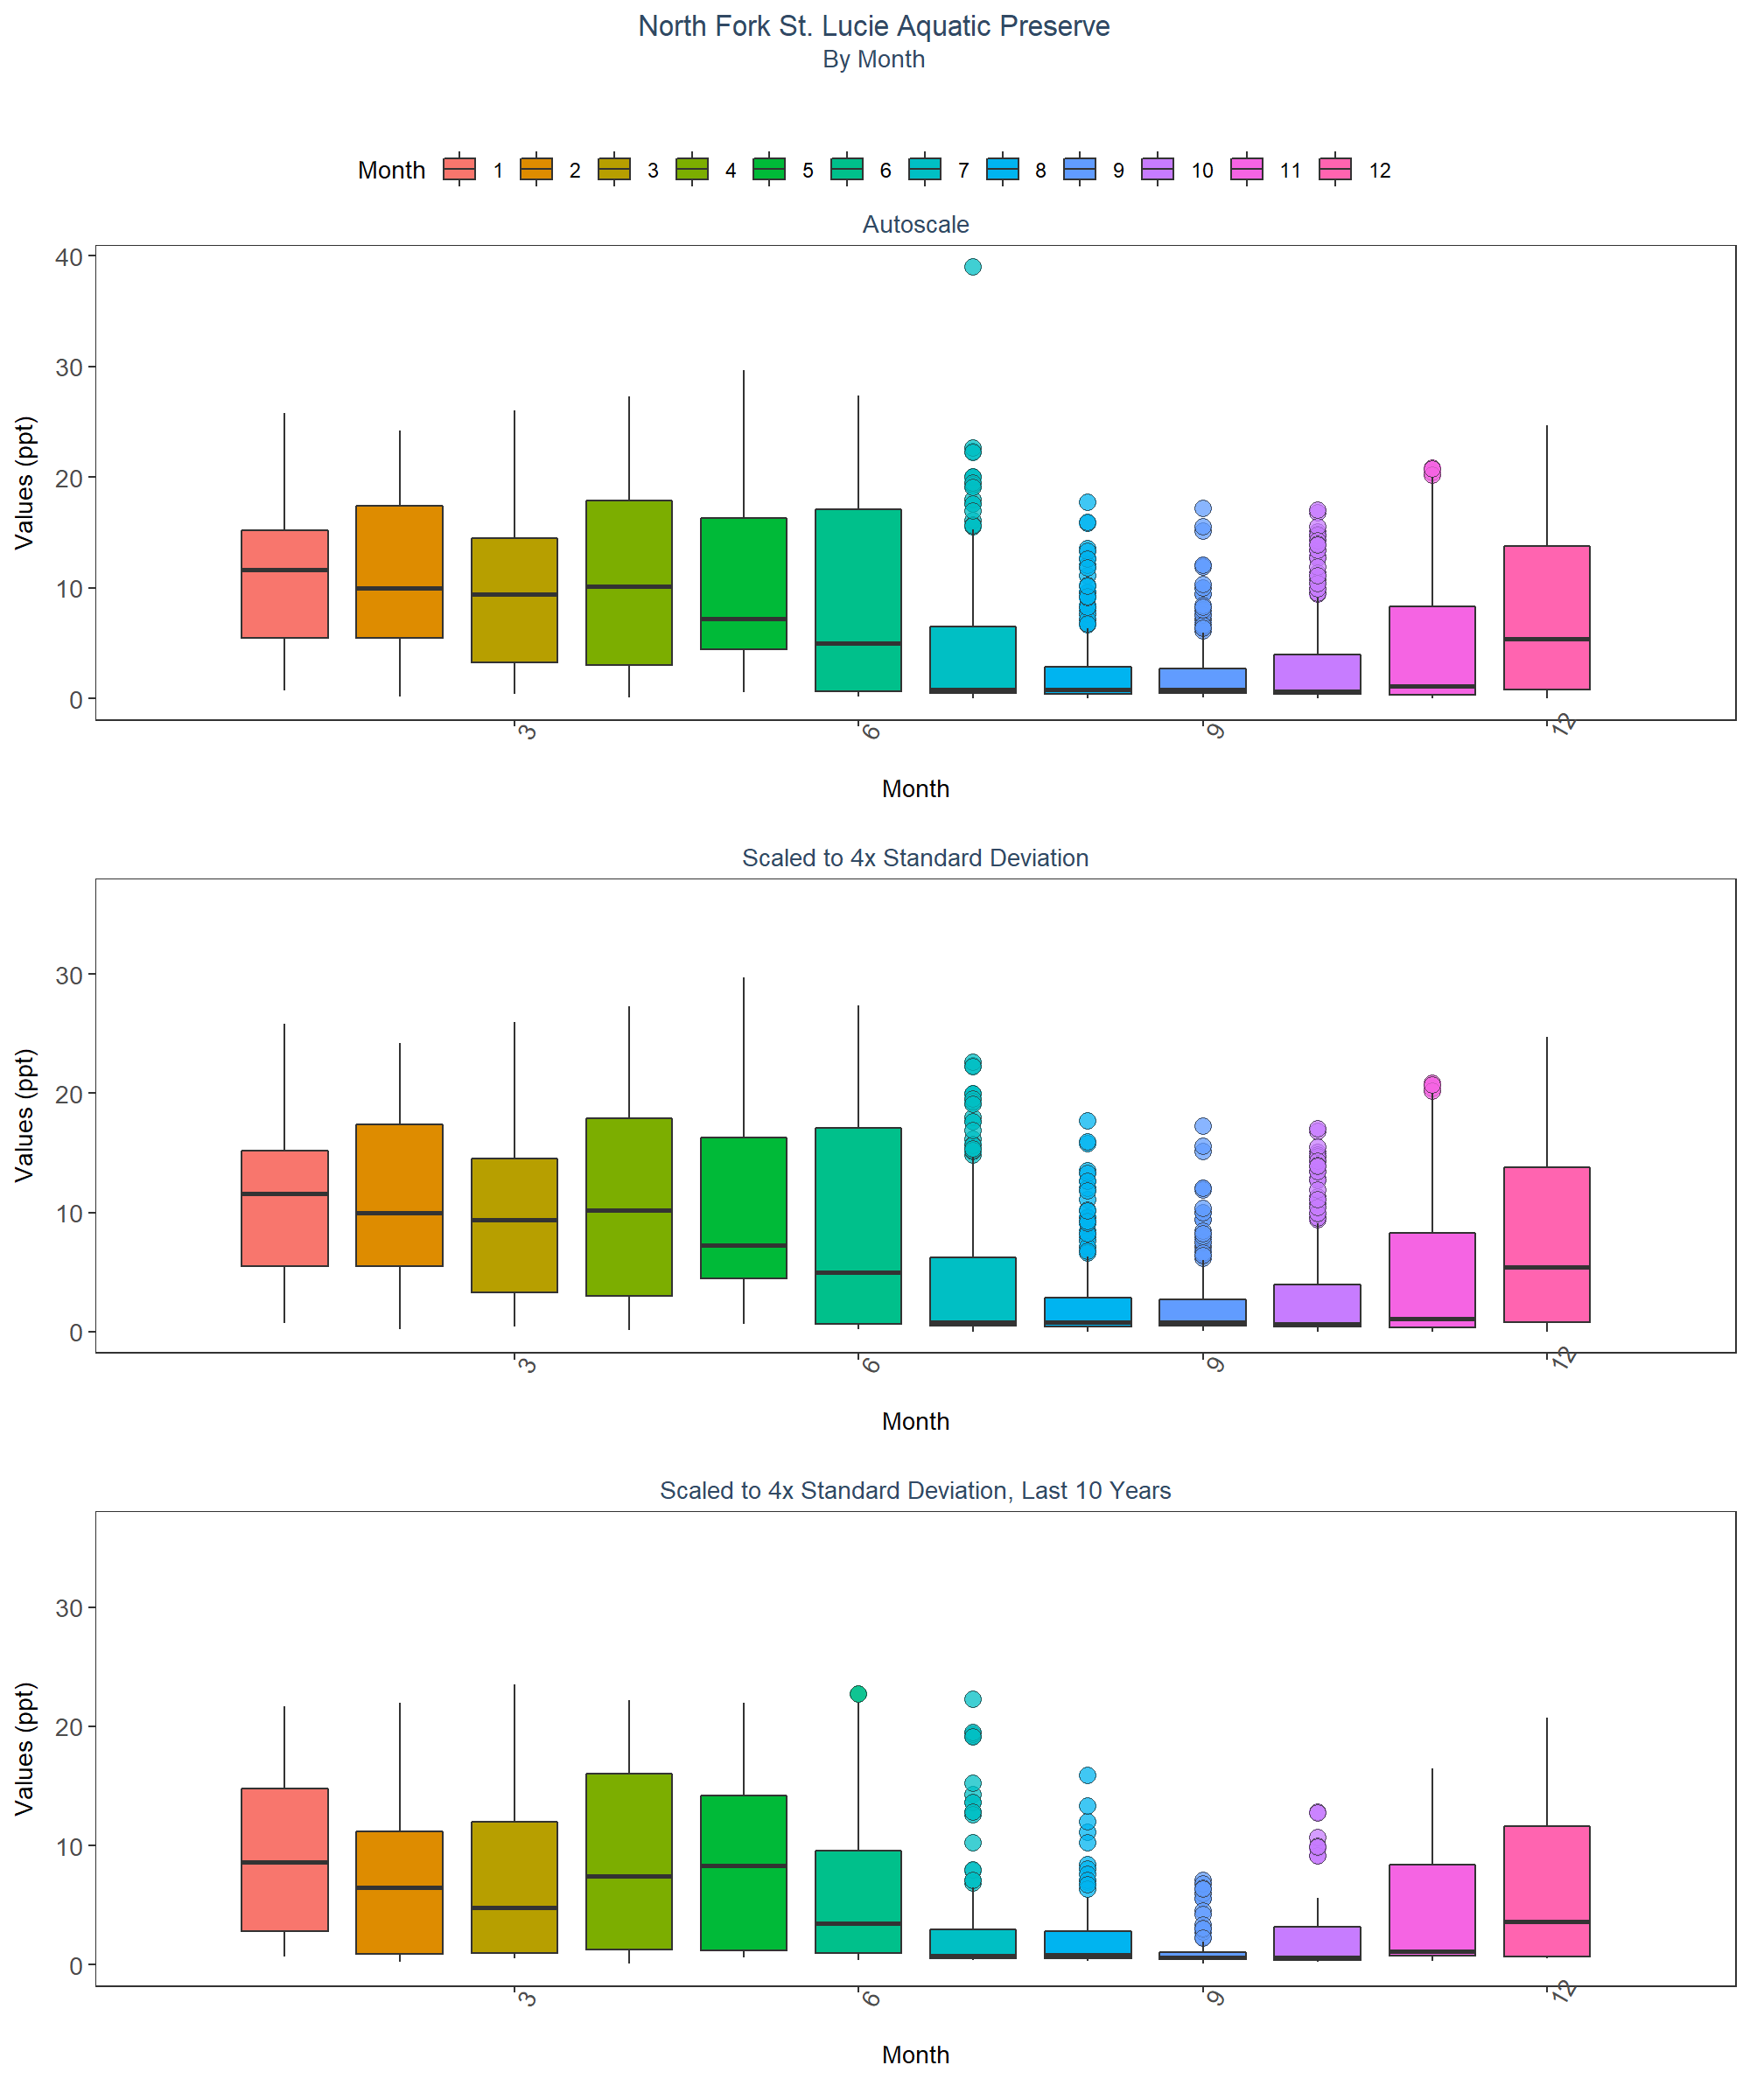 North Fork St. Lucie Aquatic Preserve
By Month
Month 1 2 3 4 5 6 7 8 9 10 11 12
Autoscale
Values (ppt)
40
30
20
10
0
3 6 9 12
Month
Scaled to 4x Standard Deviation
Values (ppt)
30
20
10
0
3 6 9 12
Month
Scaled to 4x Standard Deviation, Last 10 Years
Values (ppt)
30
20
10
0
3 6 9 12
Month